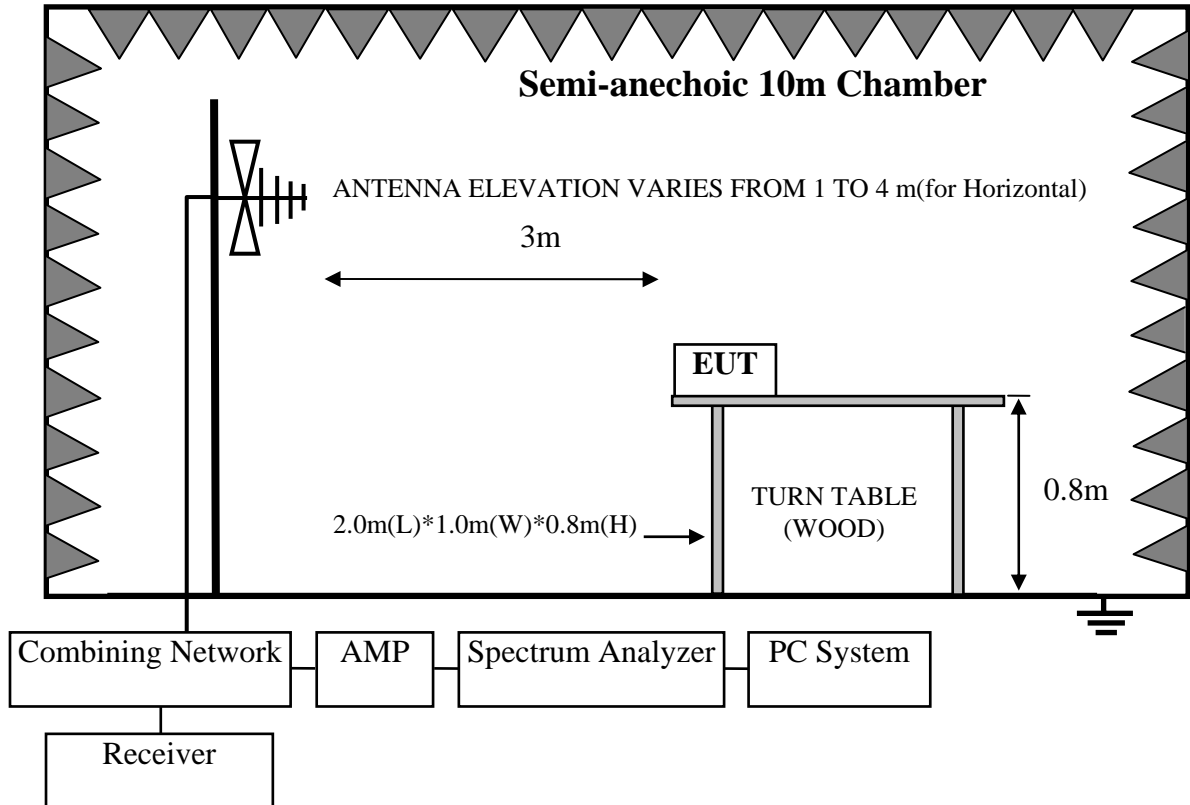 Semi-anechoic 10m Chamber
ANTENNA ELEVATION VARIES FROM 1 TO 4 m(for Horizontal)
3m
EUT
0.8m
TURN TABLE
(WOOD)
2.0m(L)*1.0m(W)*0.8m(H)
Combining Network
AMP
Spectrum Analyzer
PC System
Receiver